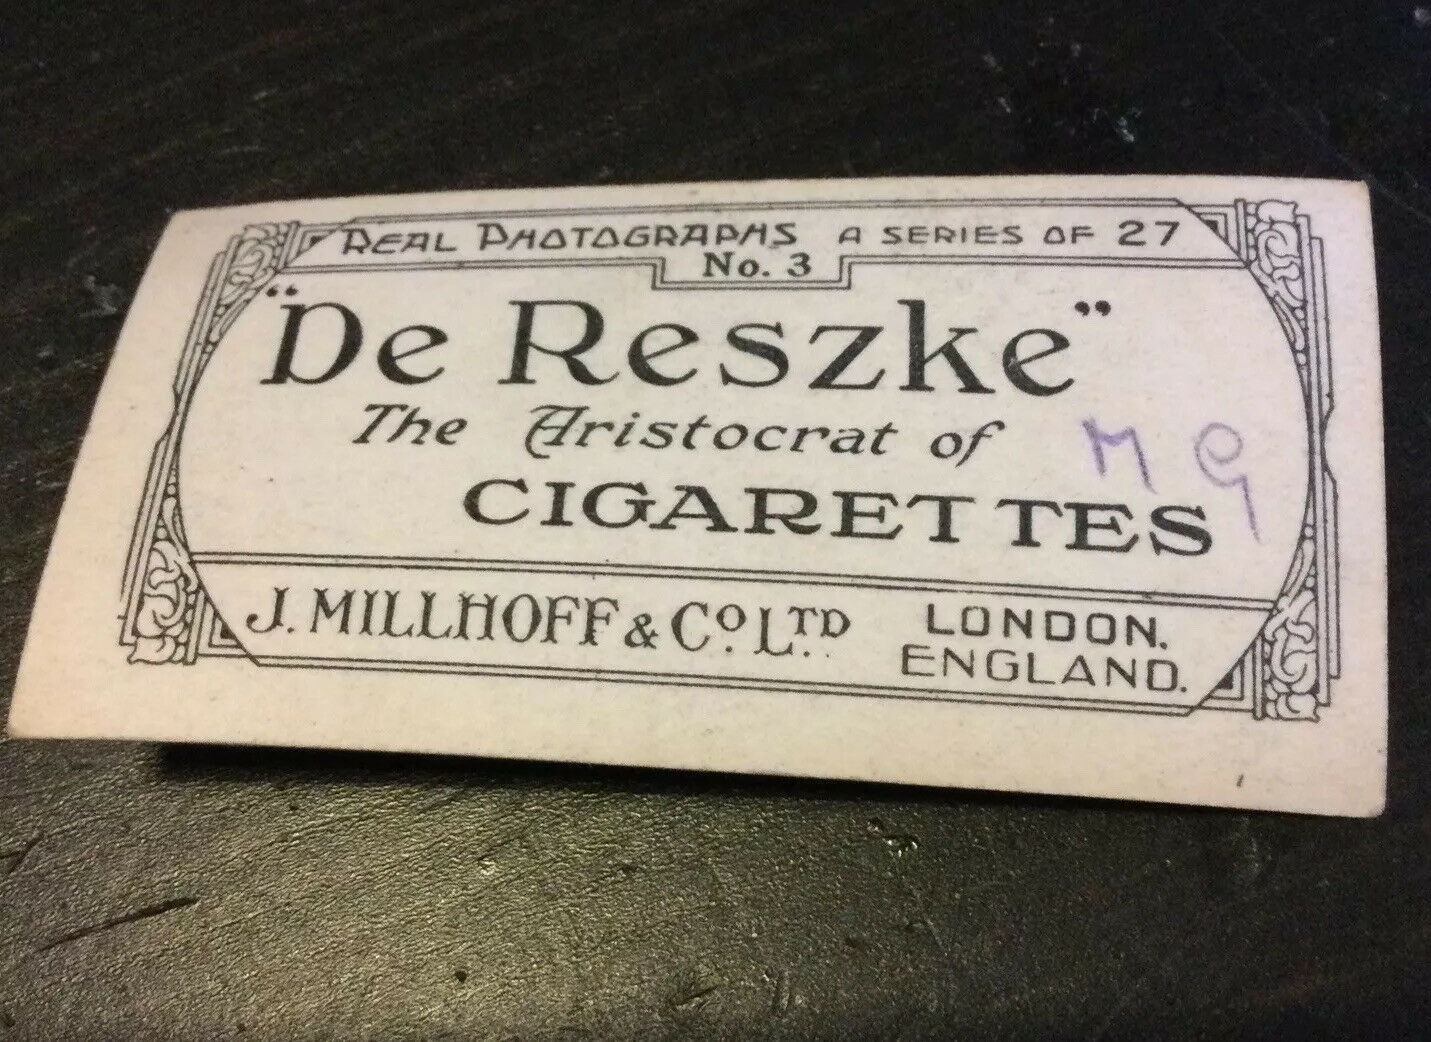 REAL PHOTOGRAPHS A SERIES OF 27
No. 3
"De Reszke"
The Aristocrat of
CIGARETTES
M G
J. MILLHOFF & Co. LTD. LONDON.
ENGLAND.